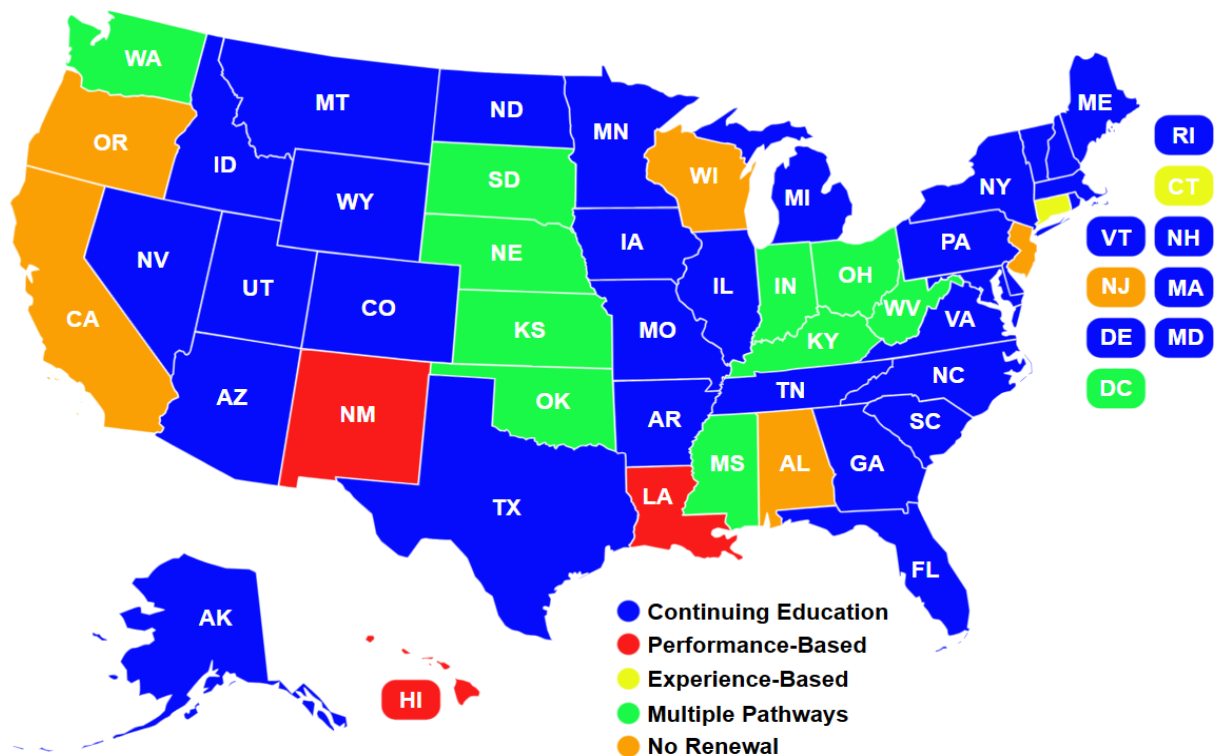 WA
MT
ND
MN
ME
OR
ID
SD
WI
MI
NY
RI
CT
WY
NE
IA
PA
VT
NH
NV
UT
CO
KS
MO
IL
IN
OH
WV
VA
NJ
MA
CA
KY
DE
MD
AZ
NM
OK
AR
TN
NC
SC
DC
TX
LA
MS
AL
GA
FL
AK
HI
Continuing Education
Performance-Based
Experience-Based
Multiple Pathways
No Renewal